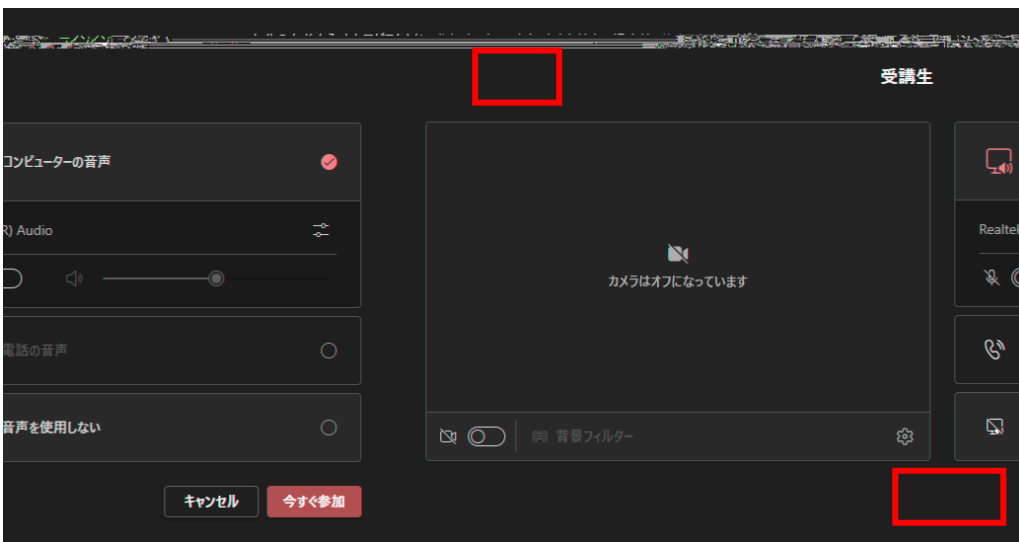 受講生
コンピューターの音声
R) Audio
カメラはオフになっています
Realtek
電話の音声
音声を使用しない
背景フィルター
キャンセル
今すぐ参加